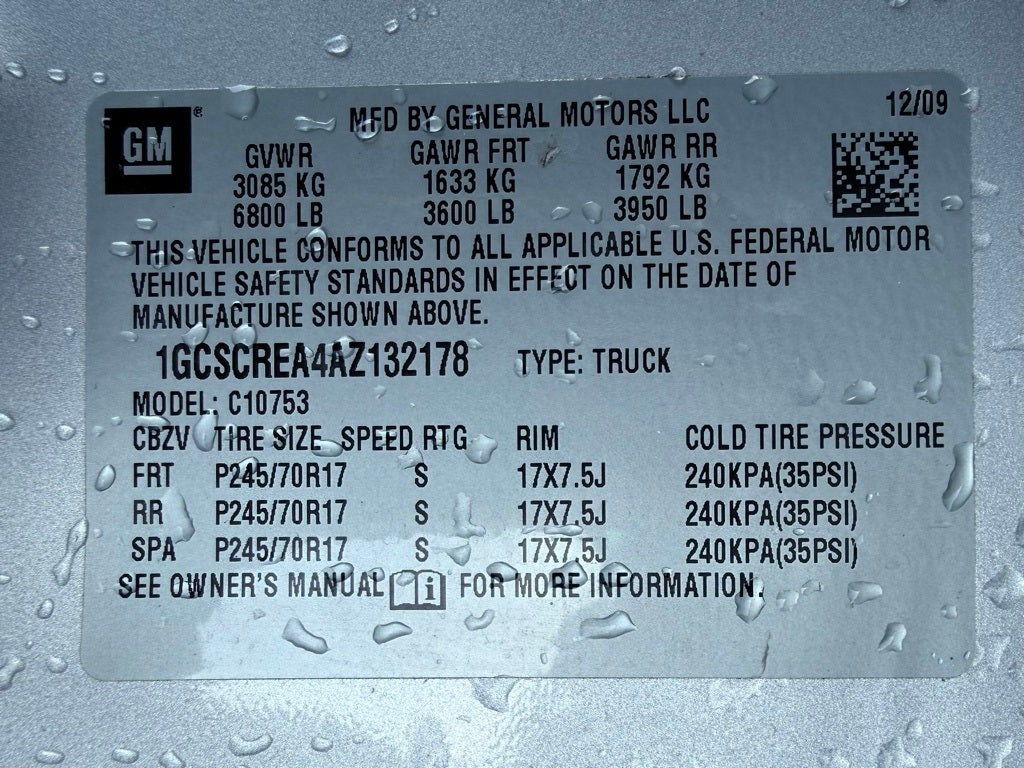 GM ®
MFD BY GENERAL MOTORS LLC 12/09
GVWR GAWR FRT GAWR RR
3085 KG 1633 KG 1792 KG
6800 LB 3600 LB 3950 LB
THIS VEHICLE CONFORMS TO ALL APPLICABLE U.S. FEDERAL MOTOR
VEHICLE SAFETY STANDARDS IN EFFECT ON THE DATE OF
MANUFACTURE SHOWN ABOVE.
1GCSCREA4AZ132178 TYPE: TRUCK
MODEL: C10753
CBZV TIRE SIZE SPEED RTG RIM COLD TIRE PRESSURE
FRT P245/70R17 S 17X7.5J 240KPA(35PSI)
RR P245/70R17 S 17X7.5J 240KPA(35PSI)
SPA P245/70R17 S 17X7.5J 240KPA(35PSI)
SEE OWNER'S MANUAL i FOR MORE INFORMATION.